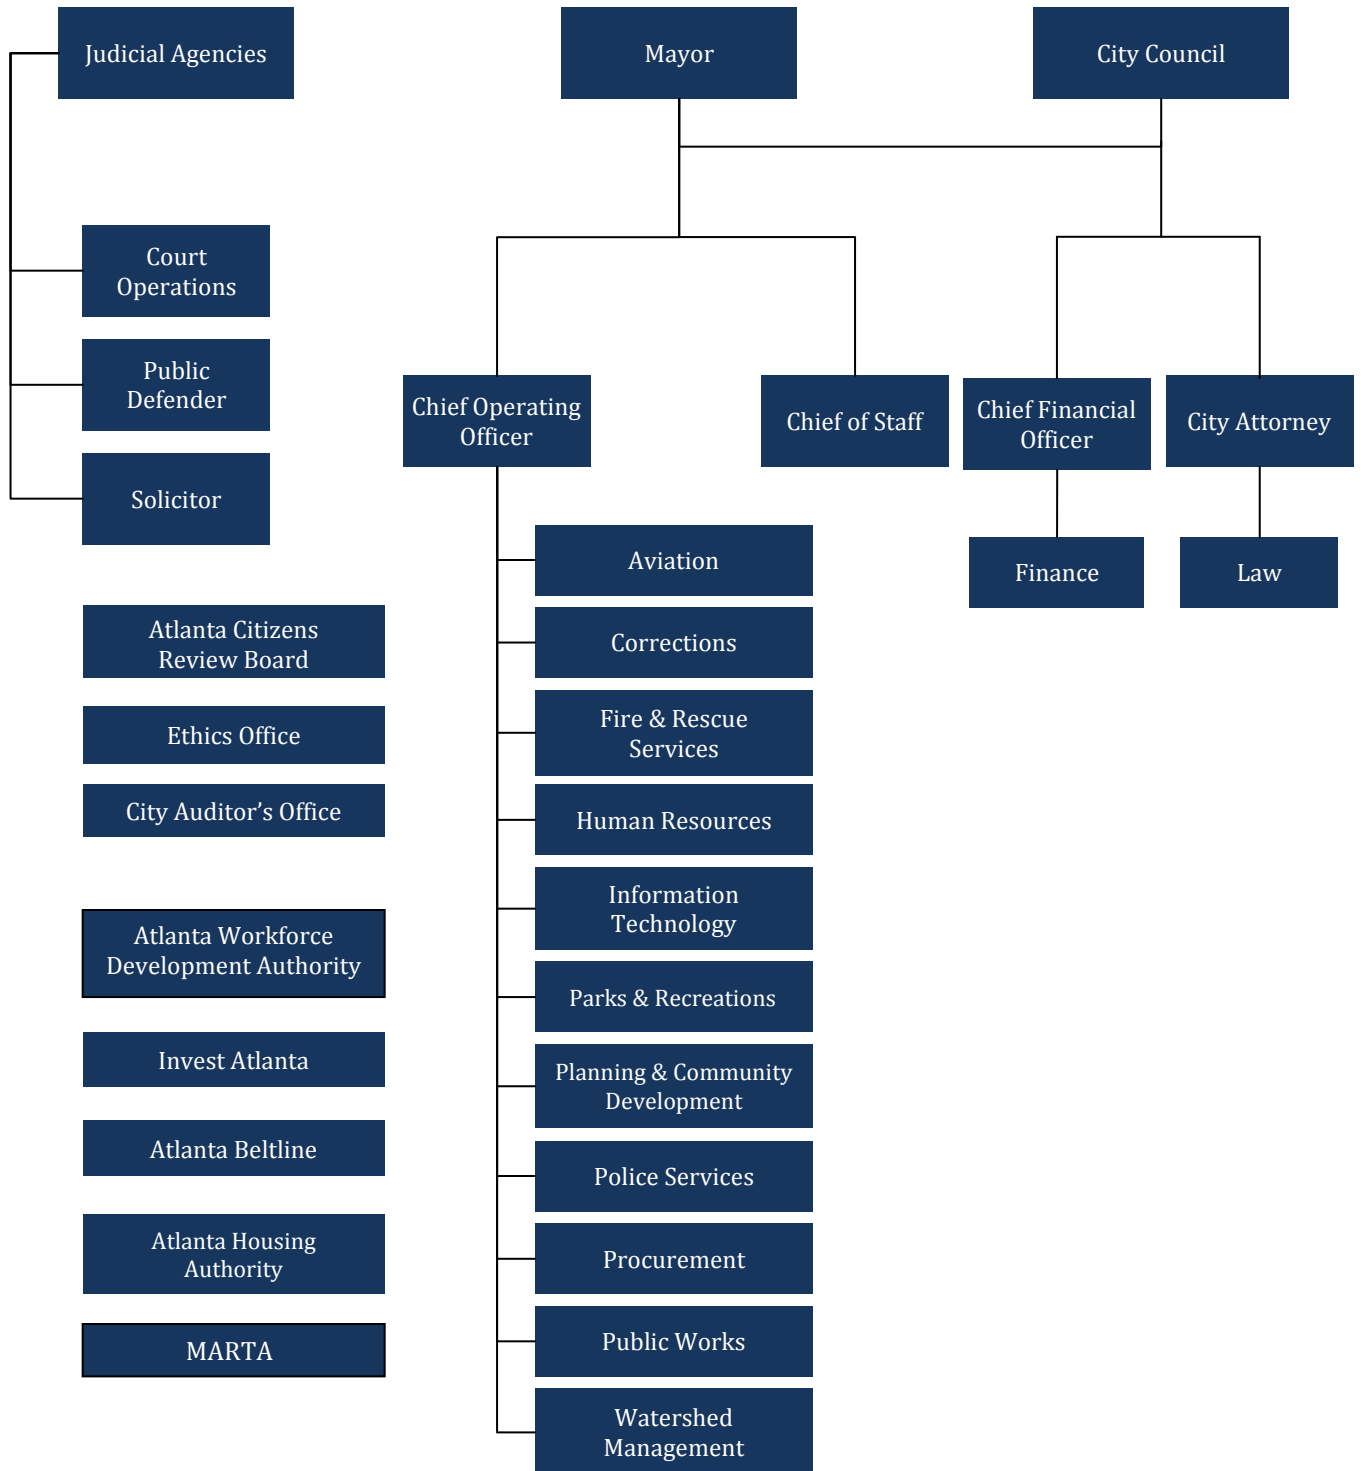 Judicial Agencies
Mayor
City Council
Court
Operations
Public
Defender
Solicitor
Chief Operating
Officer
Chief of Staff
Chief Financial
Officer
City Attorney
Finance
Law
Atlanta Citizens
Review Board
Ethics Office
City Auditor’s Office
Atlanta Workforce
Development Authority
Invest Atlanta
Atlanta Beltline
Atlanta Housing
Authority
MARTA
Aviation
Corrections
Fire & Rescue
Services
Human Resources
Information
Technology
Parks & Recreations
Planning & Community
Development
Police Services
Procurement
Public Works
Watershed
Management